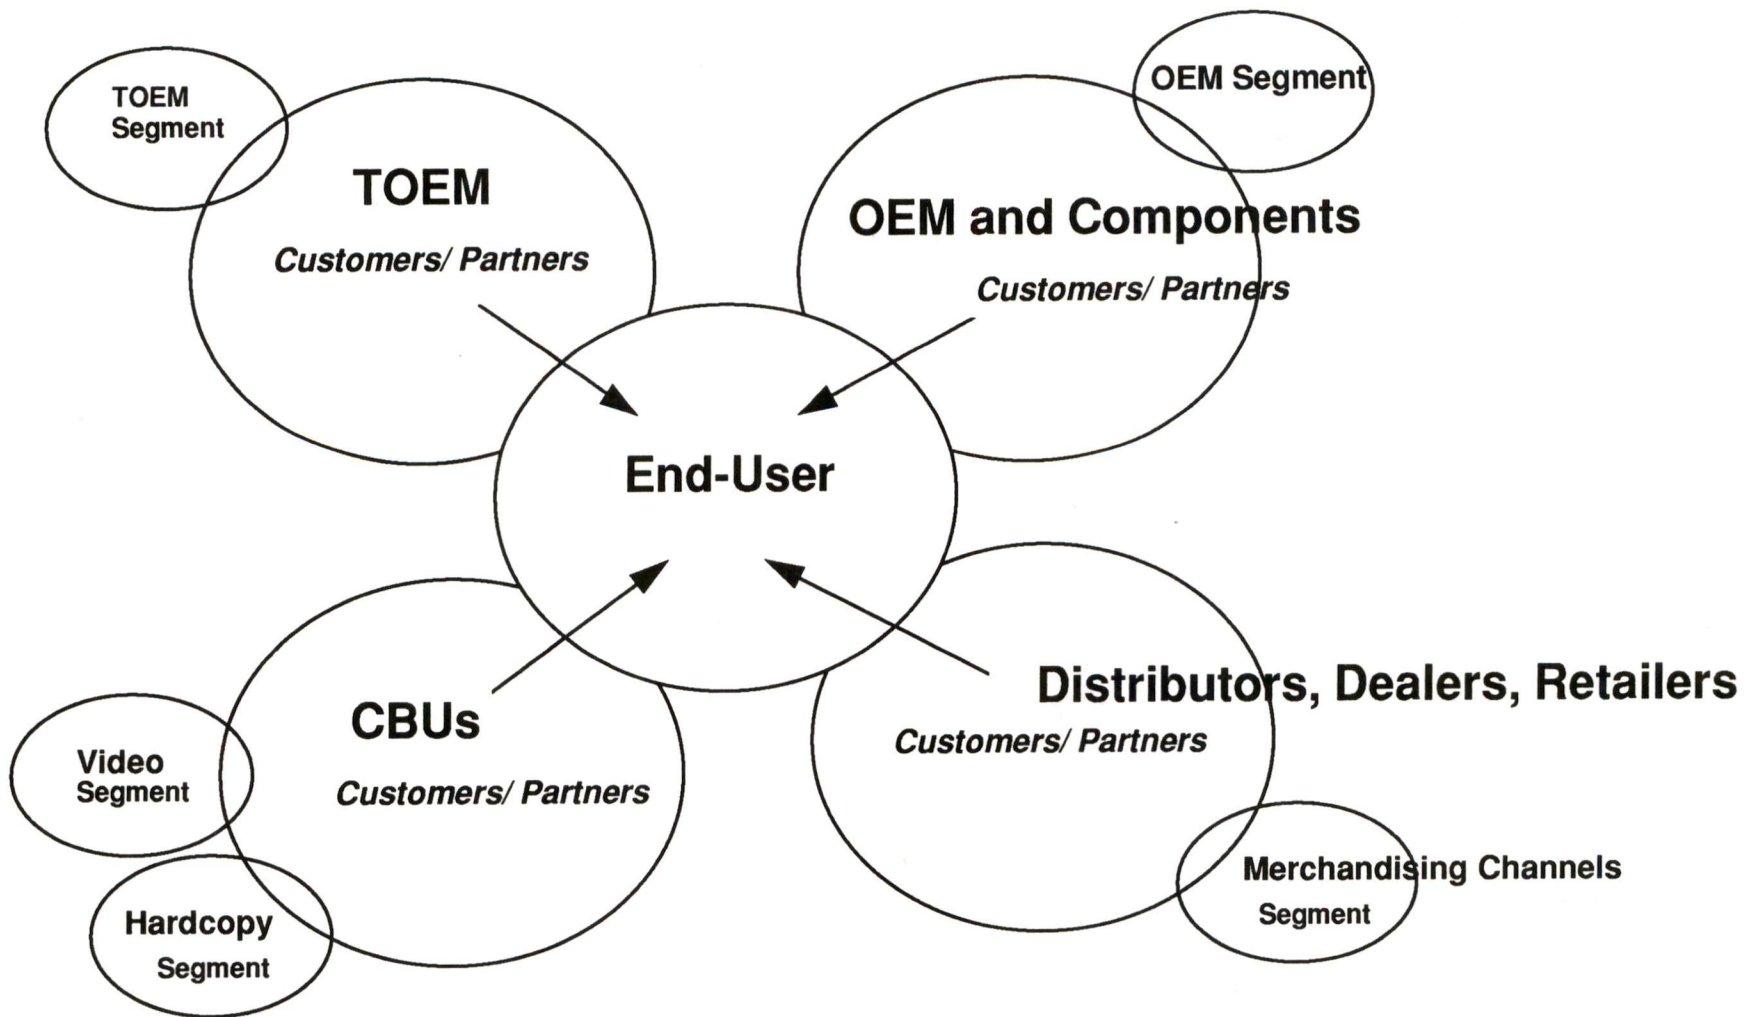 TOEM
Segment
OEM Segment
TOEM
Customers/ Partners
OEM and Components
Customers/ Partners
End-User
CBUs
Customers/ Partners
Distributors, Dealers, Retailers
Customers/ Partners
Video
Segment
Hardcopy
Segment
Merchandising Channels
Segment